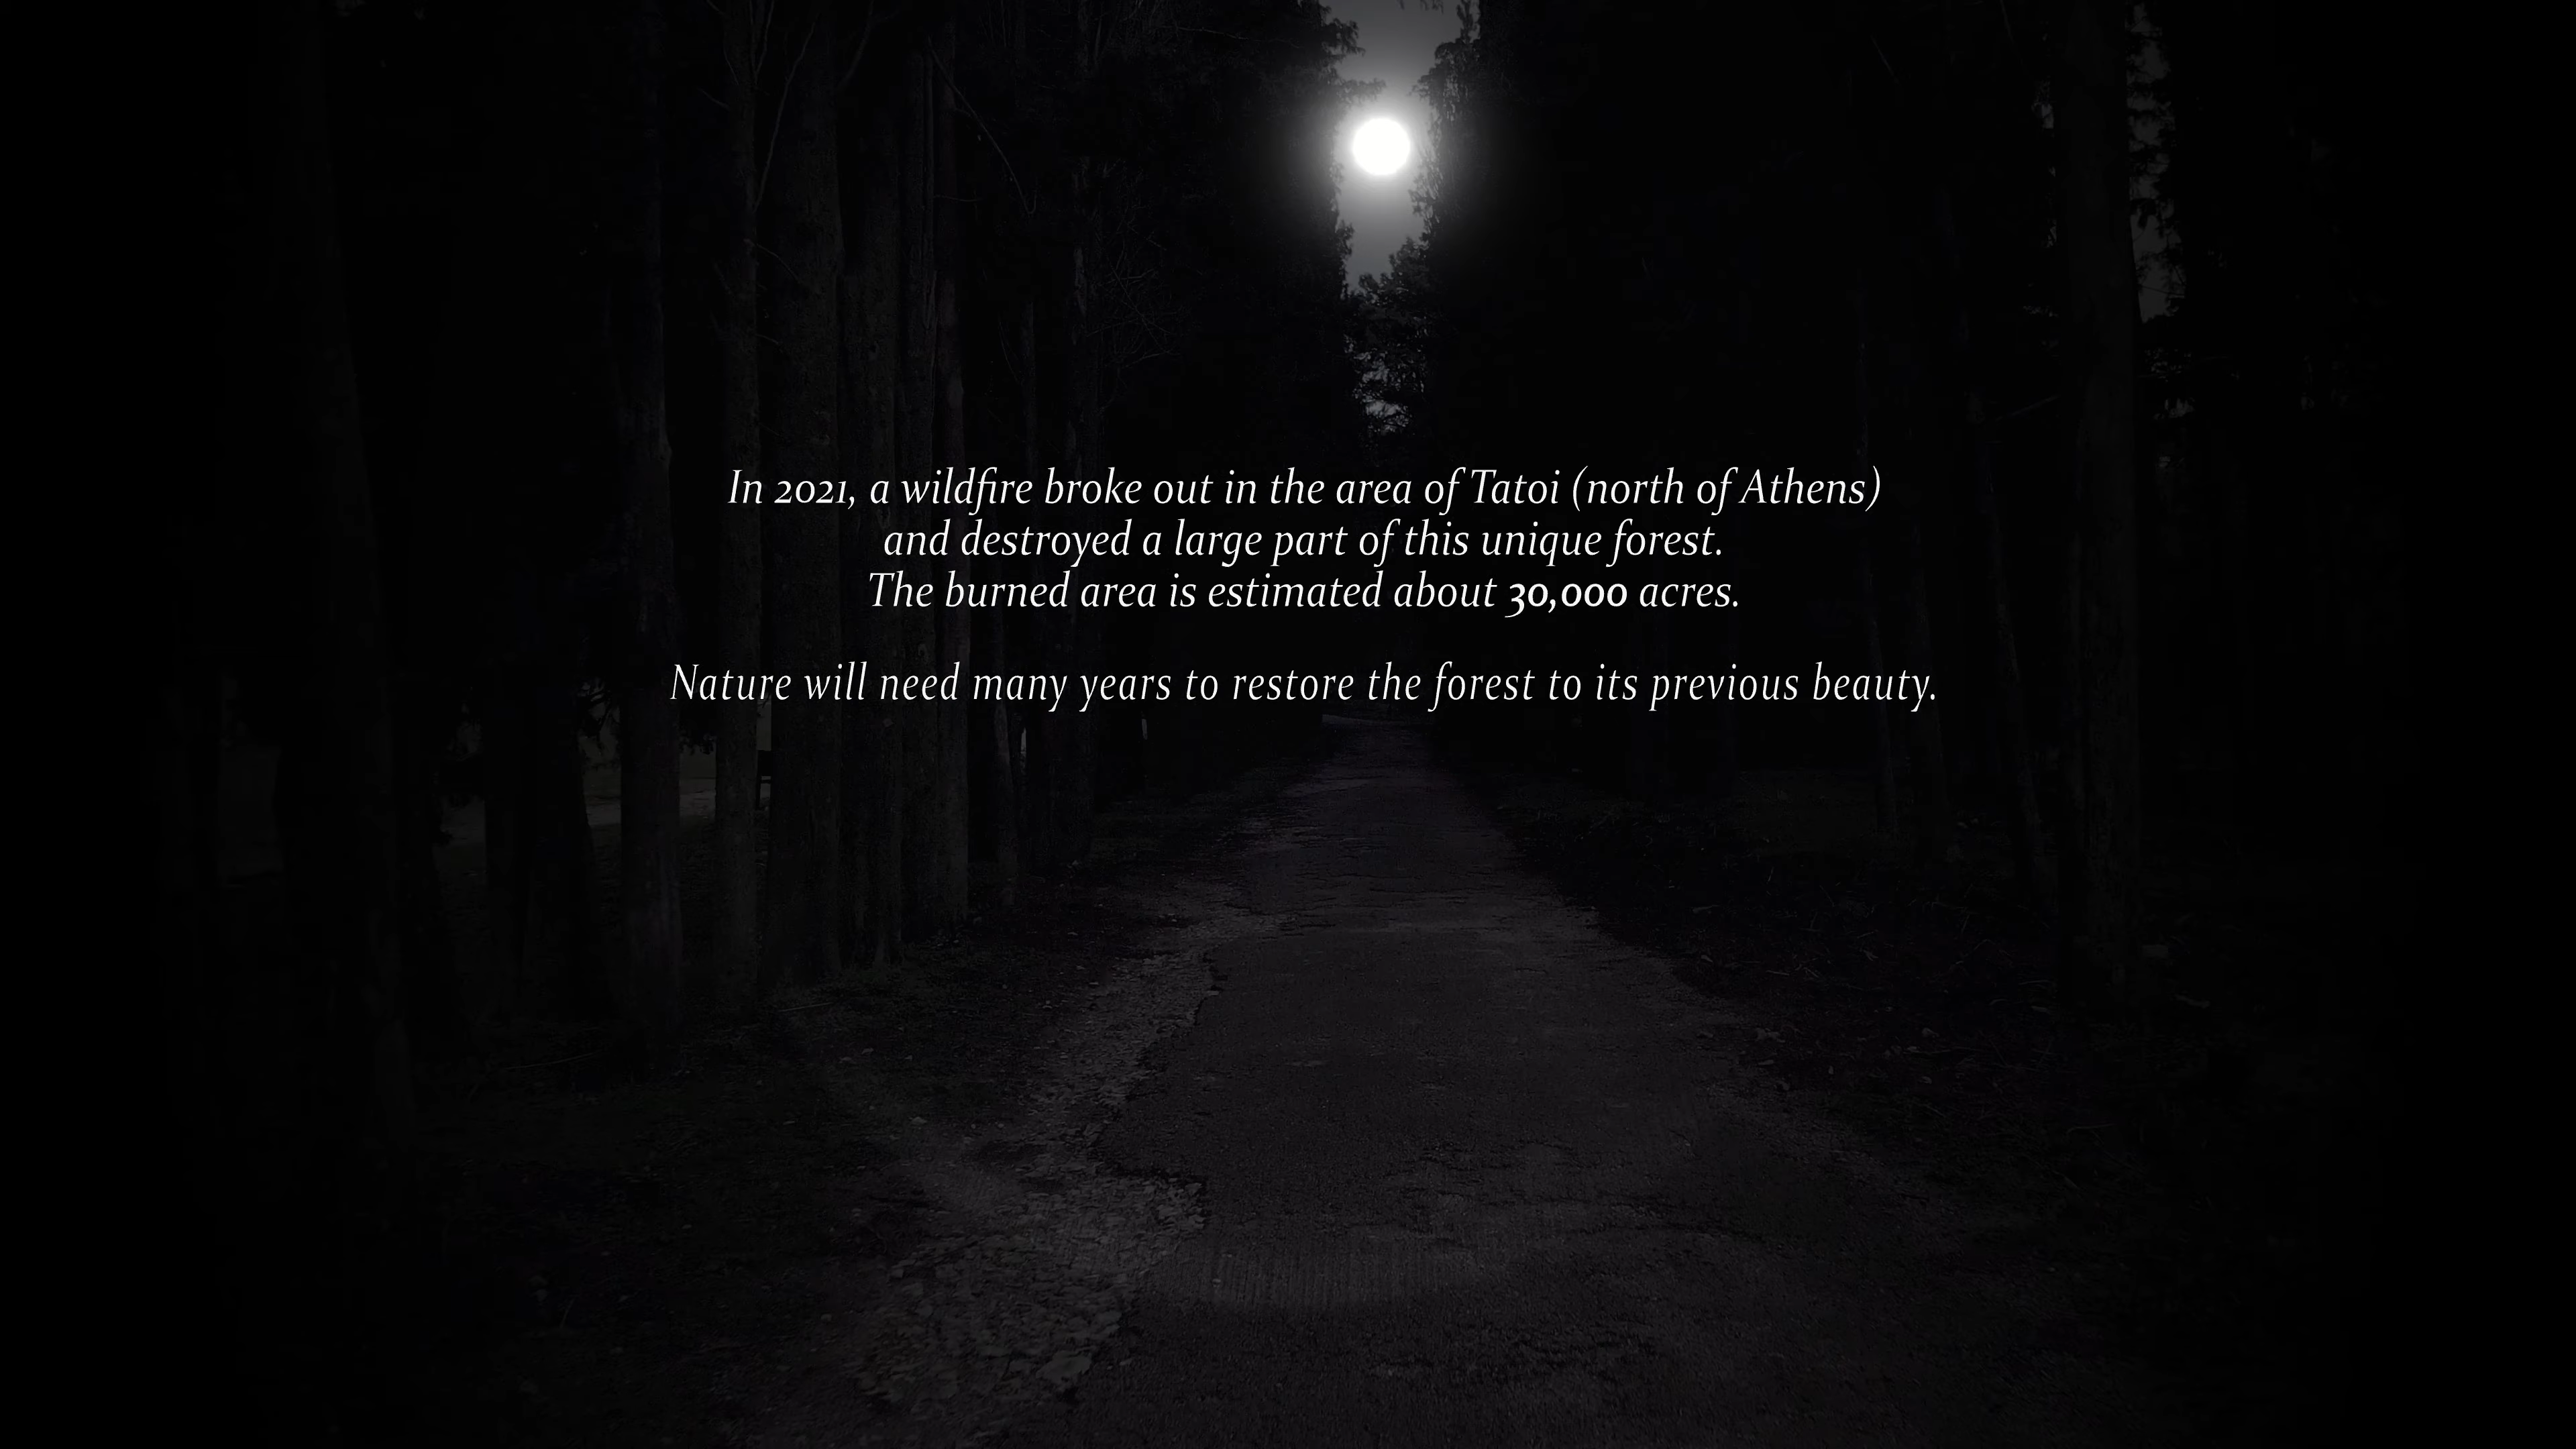 In 2021, a wildfire broke out in the area of Tatoi (north of Athens)
and destroyed a large part of this unique forest.
The burned area is estimated about 30,000 acres.
Nature will need many years to restore the forest to its previous beauty.